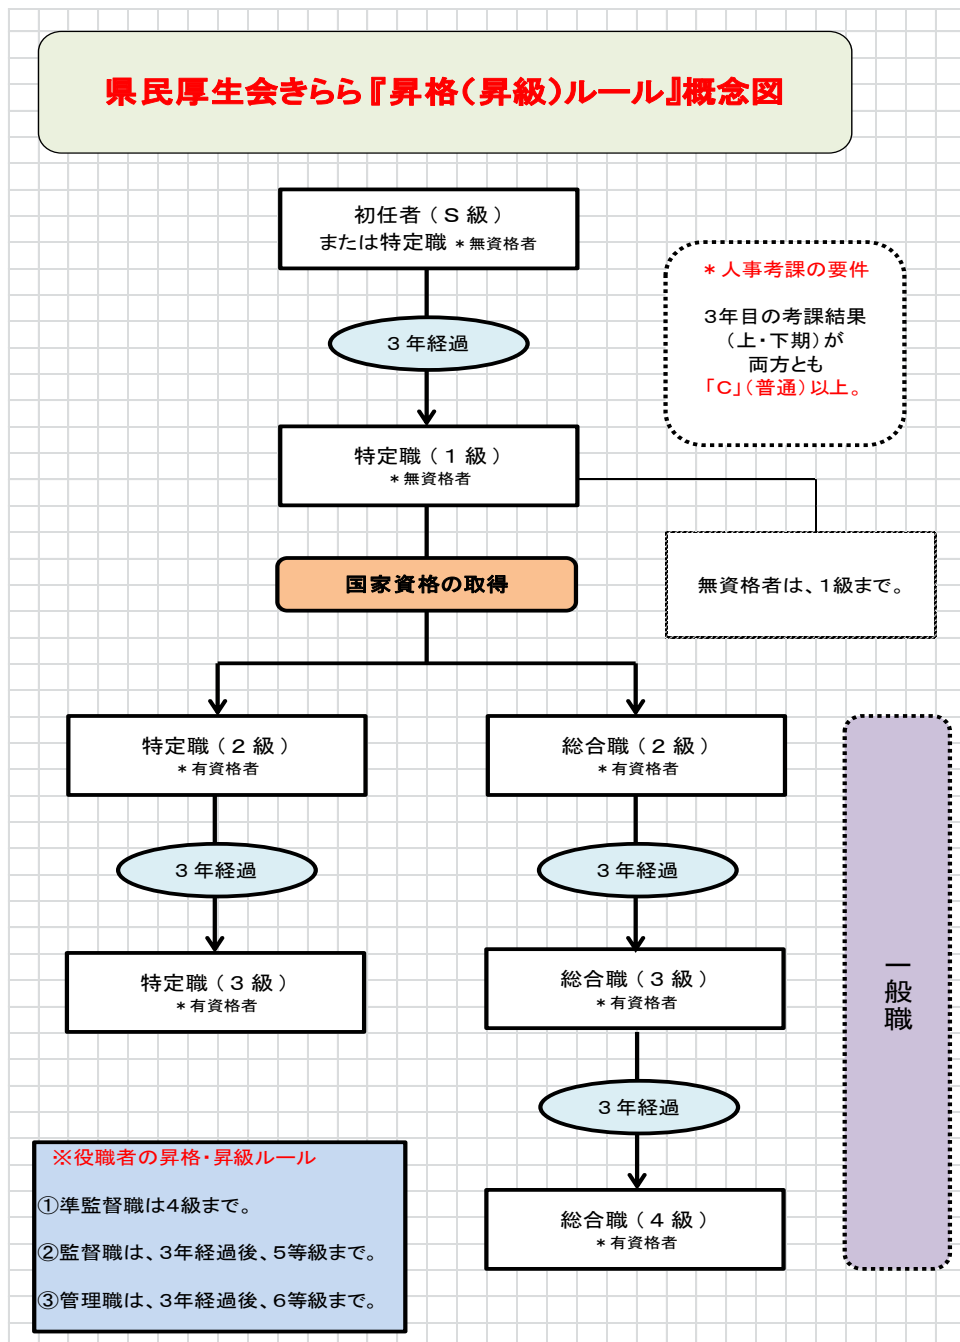 県民厚生会きらら『昇格（昇級）ルール』概念図
初任者（Ｓ級）
または特定職 ＊無資格者
＊人事考課の要件
３年目の考課結果
（上・下期）が
両方とも
「Ｃ」（普通）以上。
３年経過
特定職（１級）
＊無資格者
国家資格の取得
無資格者は、１級まで。
特定職（２級）
＊有資格者
総合職（２級）
＊有資格者
３年経過
３年経過
特定職（３級）
＊有資格者
総合職（３級）
＊有資格者
一般職
３年経過
総合職（４級）
＊有資格者
※役職者の昇格・昇級ルール
①準監督職は４級まで。
②監督職は、３年経過後、５等級まで。
③管理職は、３年経過後、６等級まで。